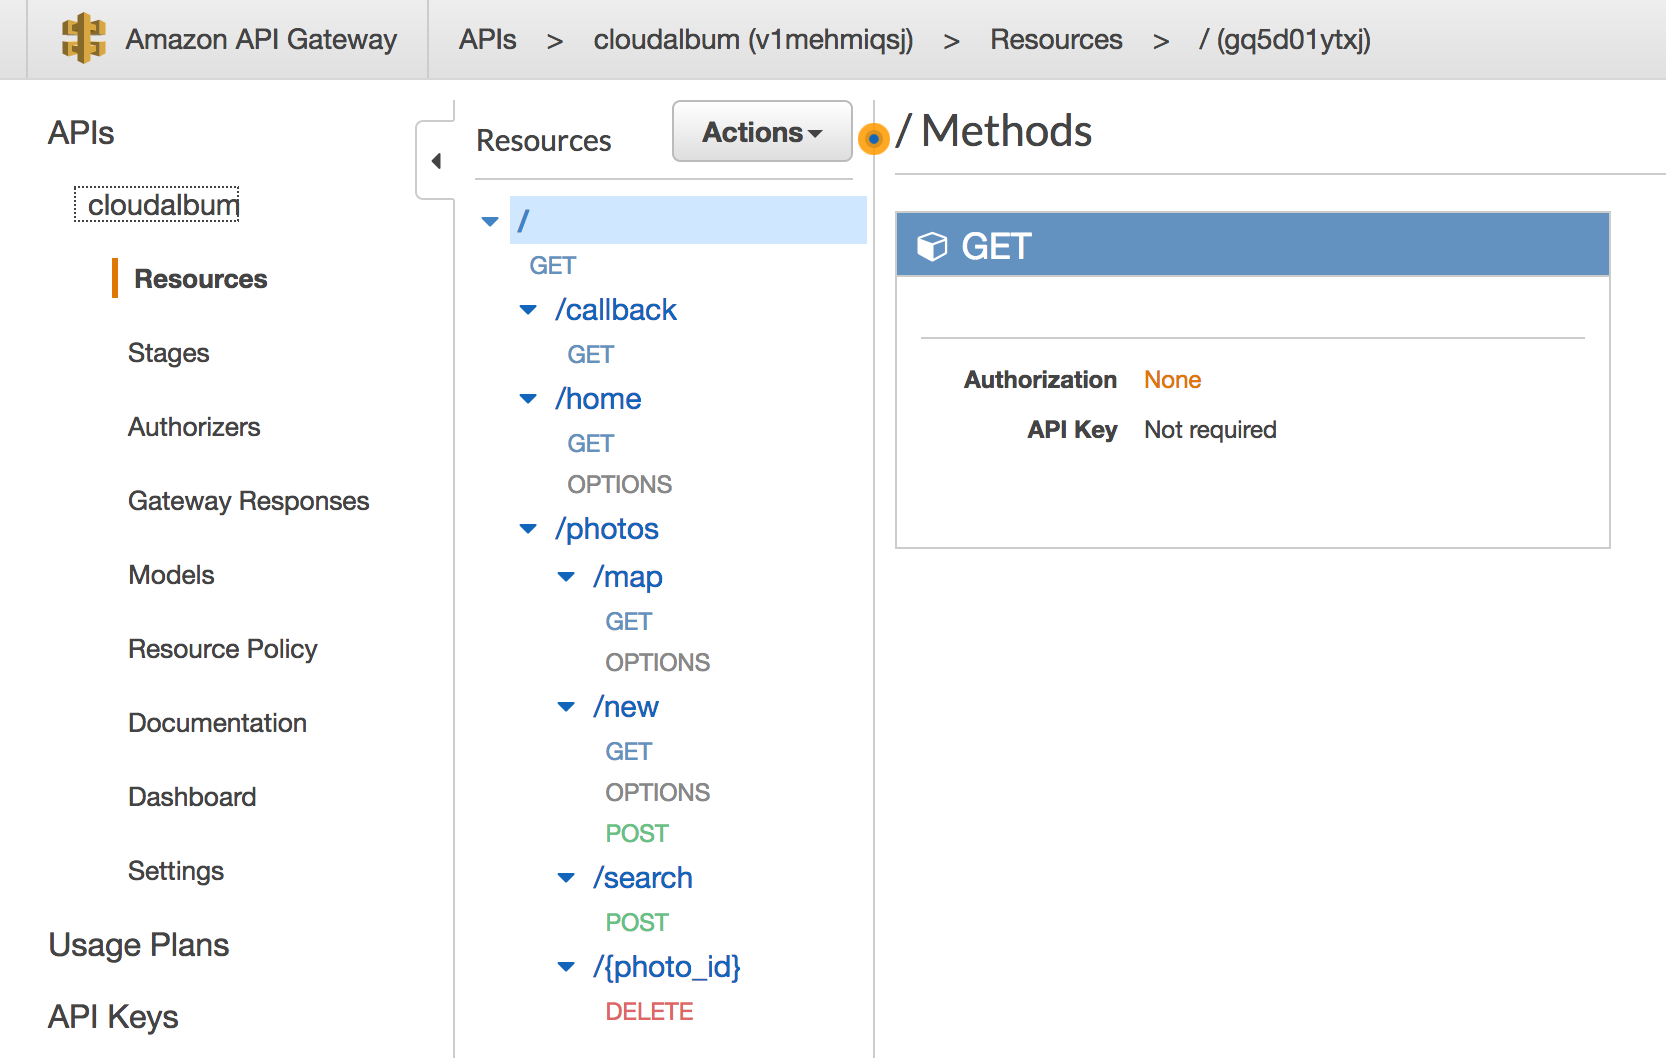 Amazon API Gateway
APIs > cloudalbum (v1mehmiqsj) > Resources > / (gq5d01ytxj)
APIs
cloudalbum
Resources
Stages
Authorizers
Gateway Responses
Models
Resource Policy
Documentation
Dashboard
Settings
Usage Plans
API Keys
Resources
Actions
/
GET
/callback
GET
/home
GET
OPTIONS
/photos
/map
GET
OPTIONS
/new
GET
OPTIONS
POST
/search
POST
/{photo_id}
DELETE
/ Methods
GET
Authorization None
API Key Not required